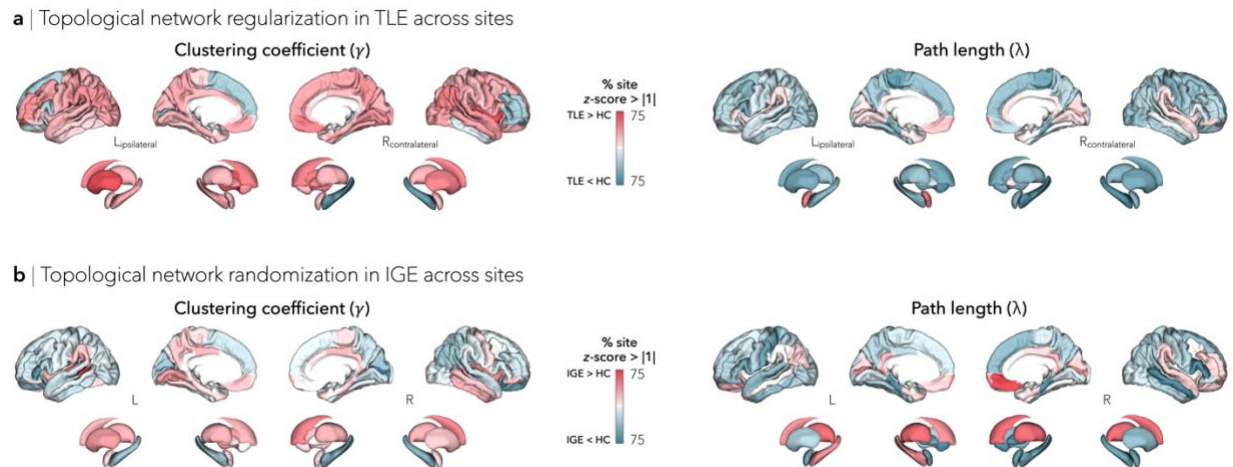 a | Topological network regularization in TLE across sites
Clustering coefficient (γ)
Path length (λ)
% site
z-score > |1|
TLE > HC 75
TLE < HC 75
Lipsilateral
Rcontralateral
Lipsilateral
Rcontralateral
b | Topological network randomization in IGE across sites
Clustering coefficient (γ)
Path length (λ)
% site
z-score > |1|
IGE > HC 75
IGE < HC 75
L
R
L
R